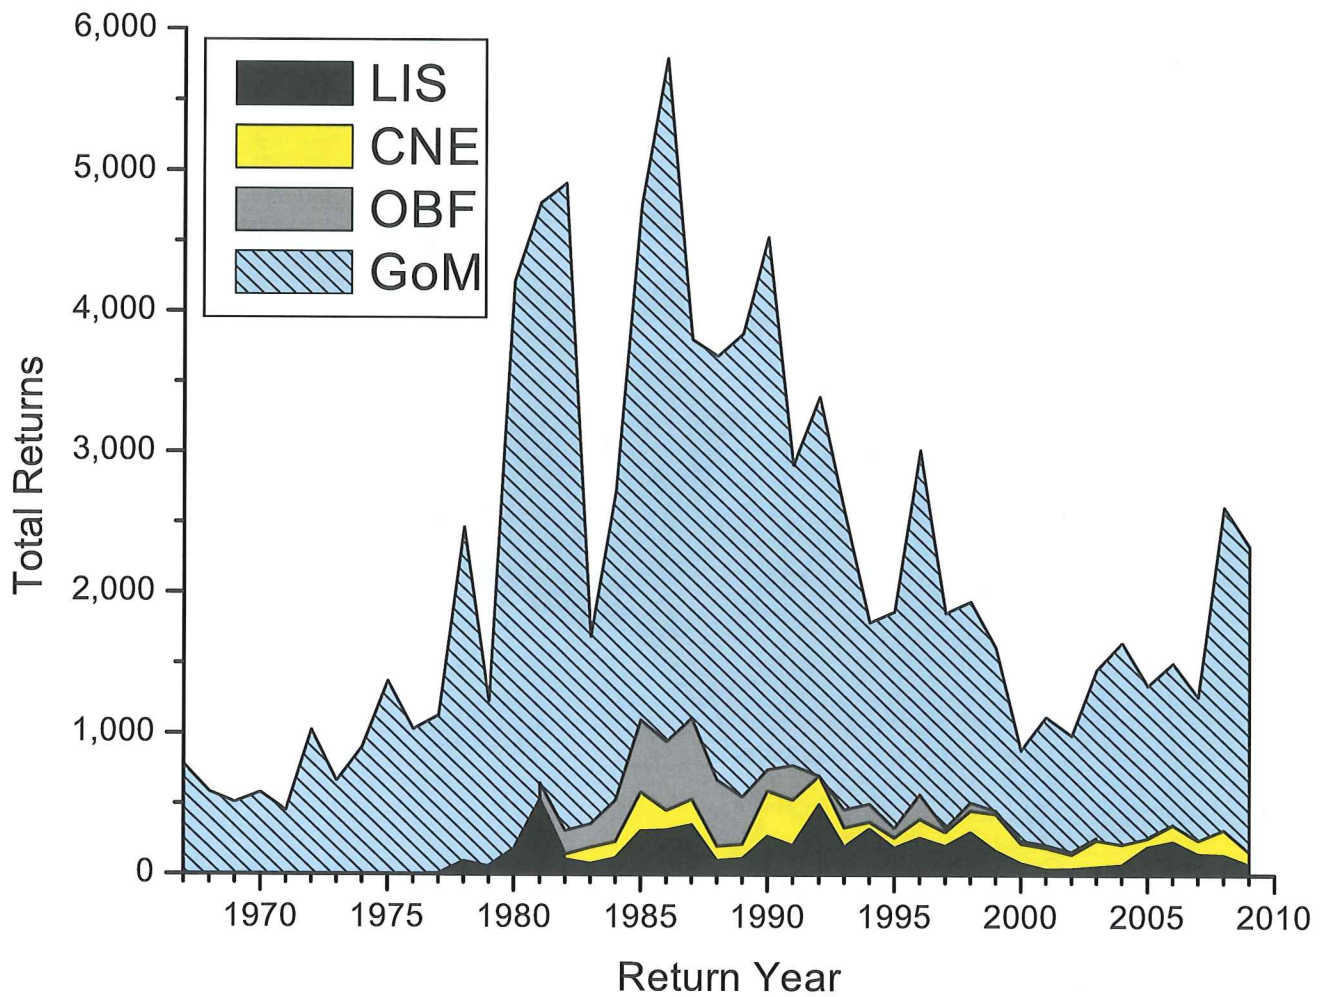 6,000
5,000
4,000
3,000
2,000
1,000
0
Total Returns
LIS
CNE
OBF
GoM
1970 1975 1980 1985 1990 1995 2000 2005 2010
Return Year